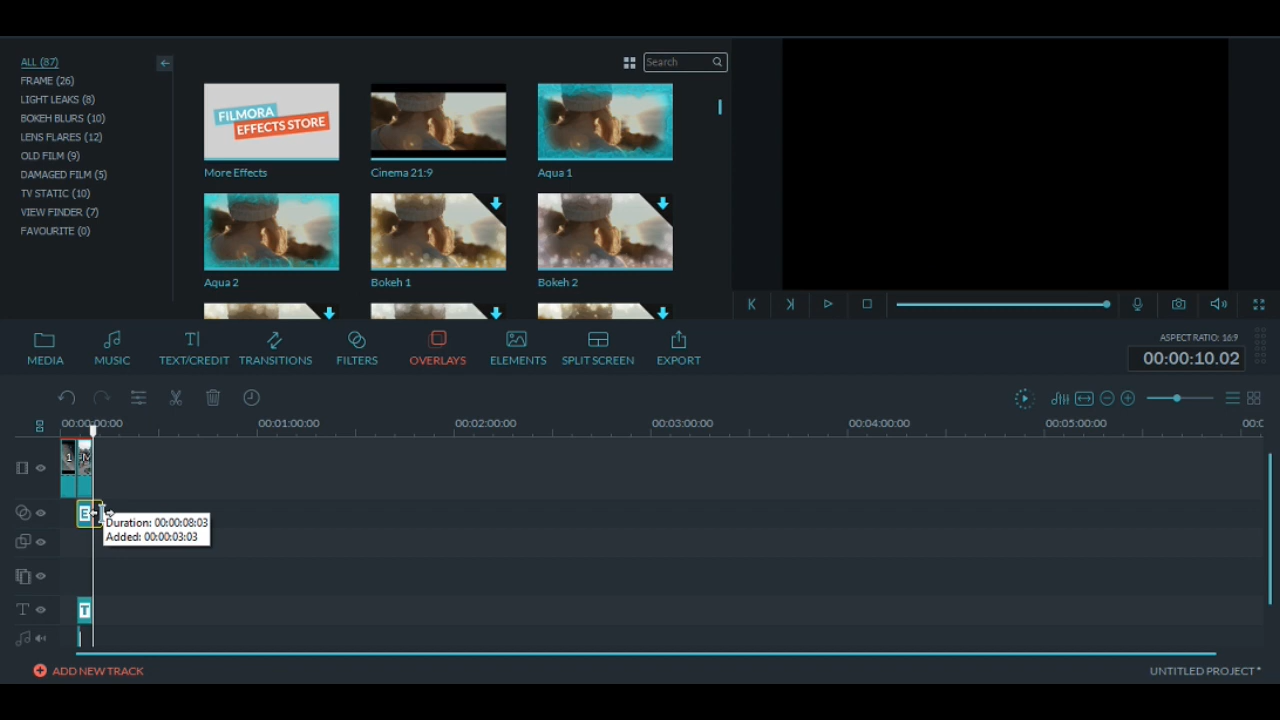 ALL (87)
FRAME (26)
LIGHT LEAKS (8)
BOKEH BLURS (10)
LENS FLARES (12)
OLD FILM (9)
DAMAGED FILM (5)
TV STATIC (10)
VIEW FINDER (7)
FAVOURITE (0)
Search
FILMORA
EFFECTS STORE
More Effects
Cinema 21:9
Aqua 1
Aqua 2
Bokeh 1
Bokeh 2
MEDIA
MUSIC
TEXT/CREDIT
TRANSITIONS
FILTERS
OVERLAYS
ELEMENTS
SPLIT SCREEN
EXPORT
ASPECT RATIO: 16:9
00:00:10.02
00:00:00:00
00:01:00:00
00:02:00:00
00:03:00:00
00:04:00:00
00:05:00:00
1
E
Duration: 00:00:08:03
Added: 00:00:03:03
T
T
ADD NEW TRACK
UNTITLED PROJECT *